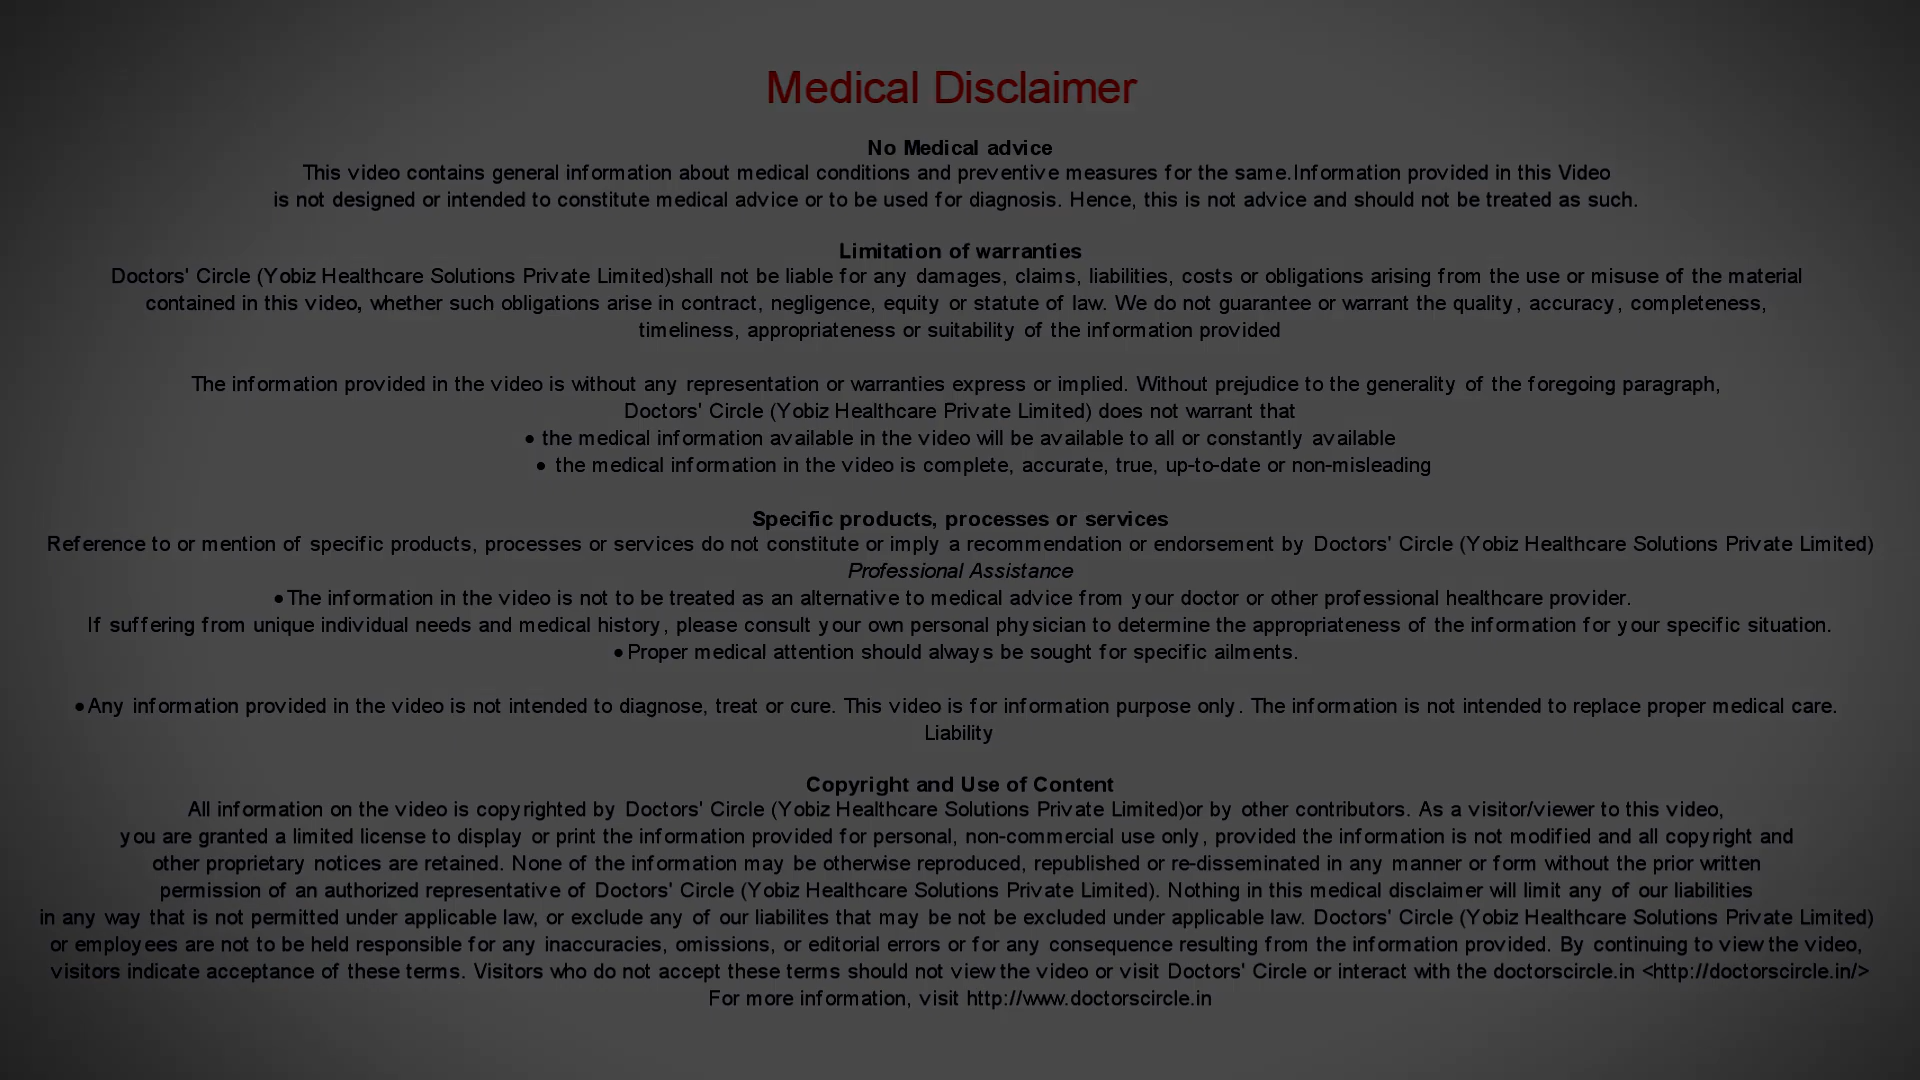 Medical Disclaimer
No Medical advice
This video contains general information about medical conditions and preventive measures for the same.Information provided in this Video
is not designed or intended to constitute medical advice or to be used for diagnosis. Hence, this is not advice and should not be treated as such.
Limitation of warranties
Doctors' Circle (Yobiz Healthcare Solutions Private Limited)shall not be liable for any damages, claims, liabilities, costs or obligations arising from the use or misuse of the material
contained in this video, whether such obligations arise in contract, negligence, equity or statute of law. We do not guarantee or warrant the quality, accuracy, completeness,
timeliness, appropriateness or suitability of the information provided
The information provided in the video is without any representation or warranties express or implied. Without prejudice to the generality of the foregoing paragraph,
Doctors' Circle (Yobiz Healthcare Private Limited) does not warrant that
• the medical information available in the video will be available to all or constantly available
• the medical information in the video is complete, accurate, true, up-to-date or non-misleading
Specific products, processes or services
Reference to or mention of specific products, processes or services do not constitute or imply a recommendation or endorsement by Doctors' Circle (Yobiz Healthcare Solutions Private Limited)
Professional Assistance
•The information in the video is not to be treated as an alternative to medical advice from your doctor or other professional healthcare provider.
If suffering from unique individual needs and medical history, please consult your own personal physician to determine the appropriateness of the information for your specific situation.
•Proper medical attention should always be sought for specific ailments.
•Any information provided in the video is not intended to diagnose, treat or cure. This video is for information purpose only. The information is not intended to replace proper medical care.
Liability
Copyright and Use of Content
All information on the video is copyrighted by Doctors' Circle (Yobiz Healthcare Solutions Private Limited)or by other contributors. As a visitor/viewer to this video,
you are granted a limited license to display or print the information provided for personal, non-commercial use only, provided the information is not modified and all copyright and
other proprietary notices are retained. None of the information may be otherwise reproduced, republished or re-disseminated in any manner or form without the prior written
permission of an authorized representative of Doctors' Circle (Yobiz Healthcare Solutions Private Limited). Nothing in this medical disclaimer will limit any of our liabilities
in any way that is not permitted under applicable law, or exclude any of our liabilites that may be not be excluded under applicable law. Doctors' Circle (Yobiz Healthcare Solutions Private Limited)
or employees are not to be held responsible for any inaccuracies, omissions, or editorial errors or for any consequence resulting from the information provided. By continuing to view the video,
visitors indicate acceptance of these terms. Visitors who do not accept these terms should not view the video or visit Doctors' Circle or interact with the doctorscircle.in <http://doctorscircle.in/>
For more information, visit http://www.doctorscircle.in